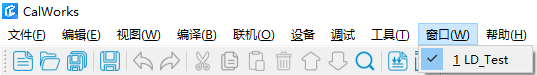 CalWorks
文件(F) 编辑(E) 视图(W) 编译(B) 联机(O) 设备 调试 工具(T) 窗口(W) 帮助(H)
1 LD_Test